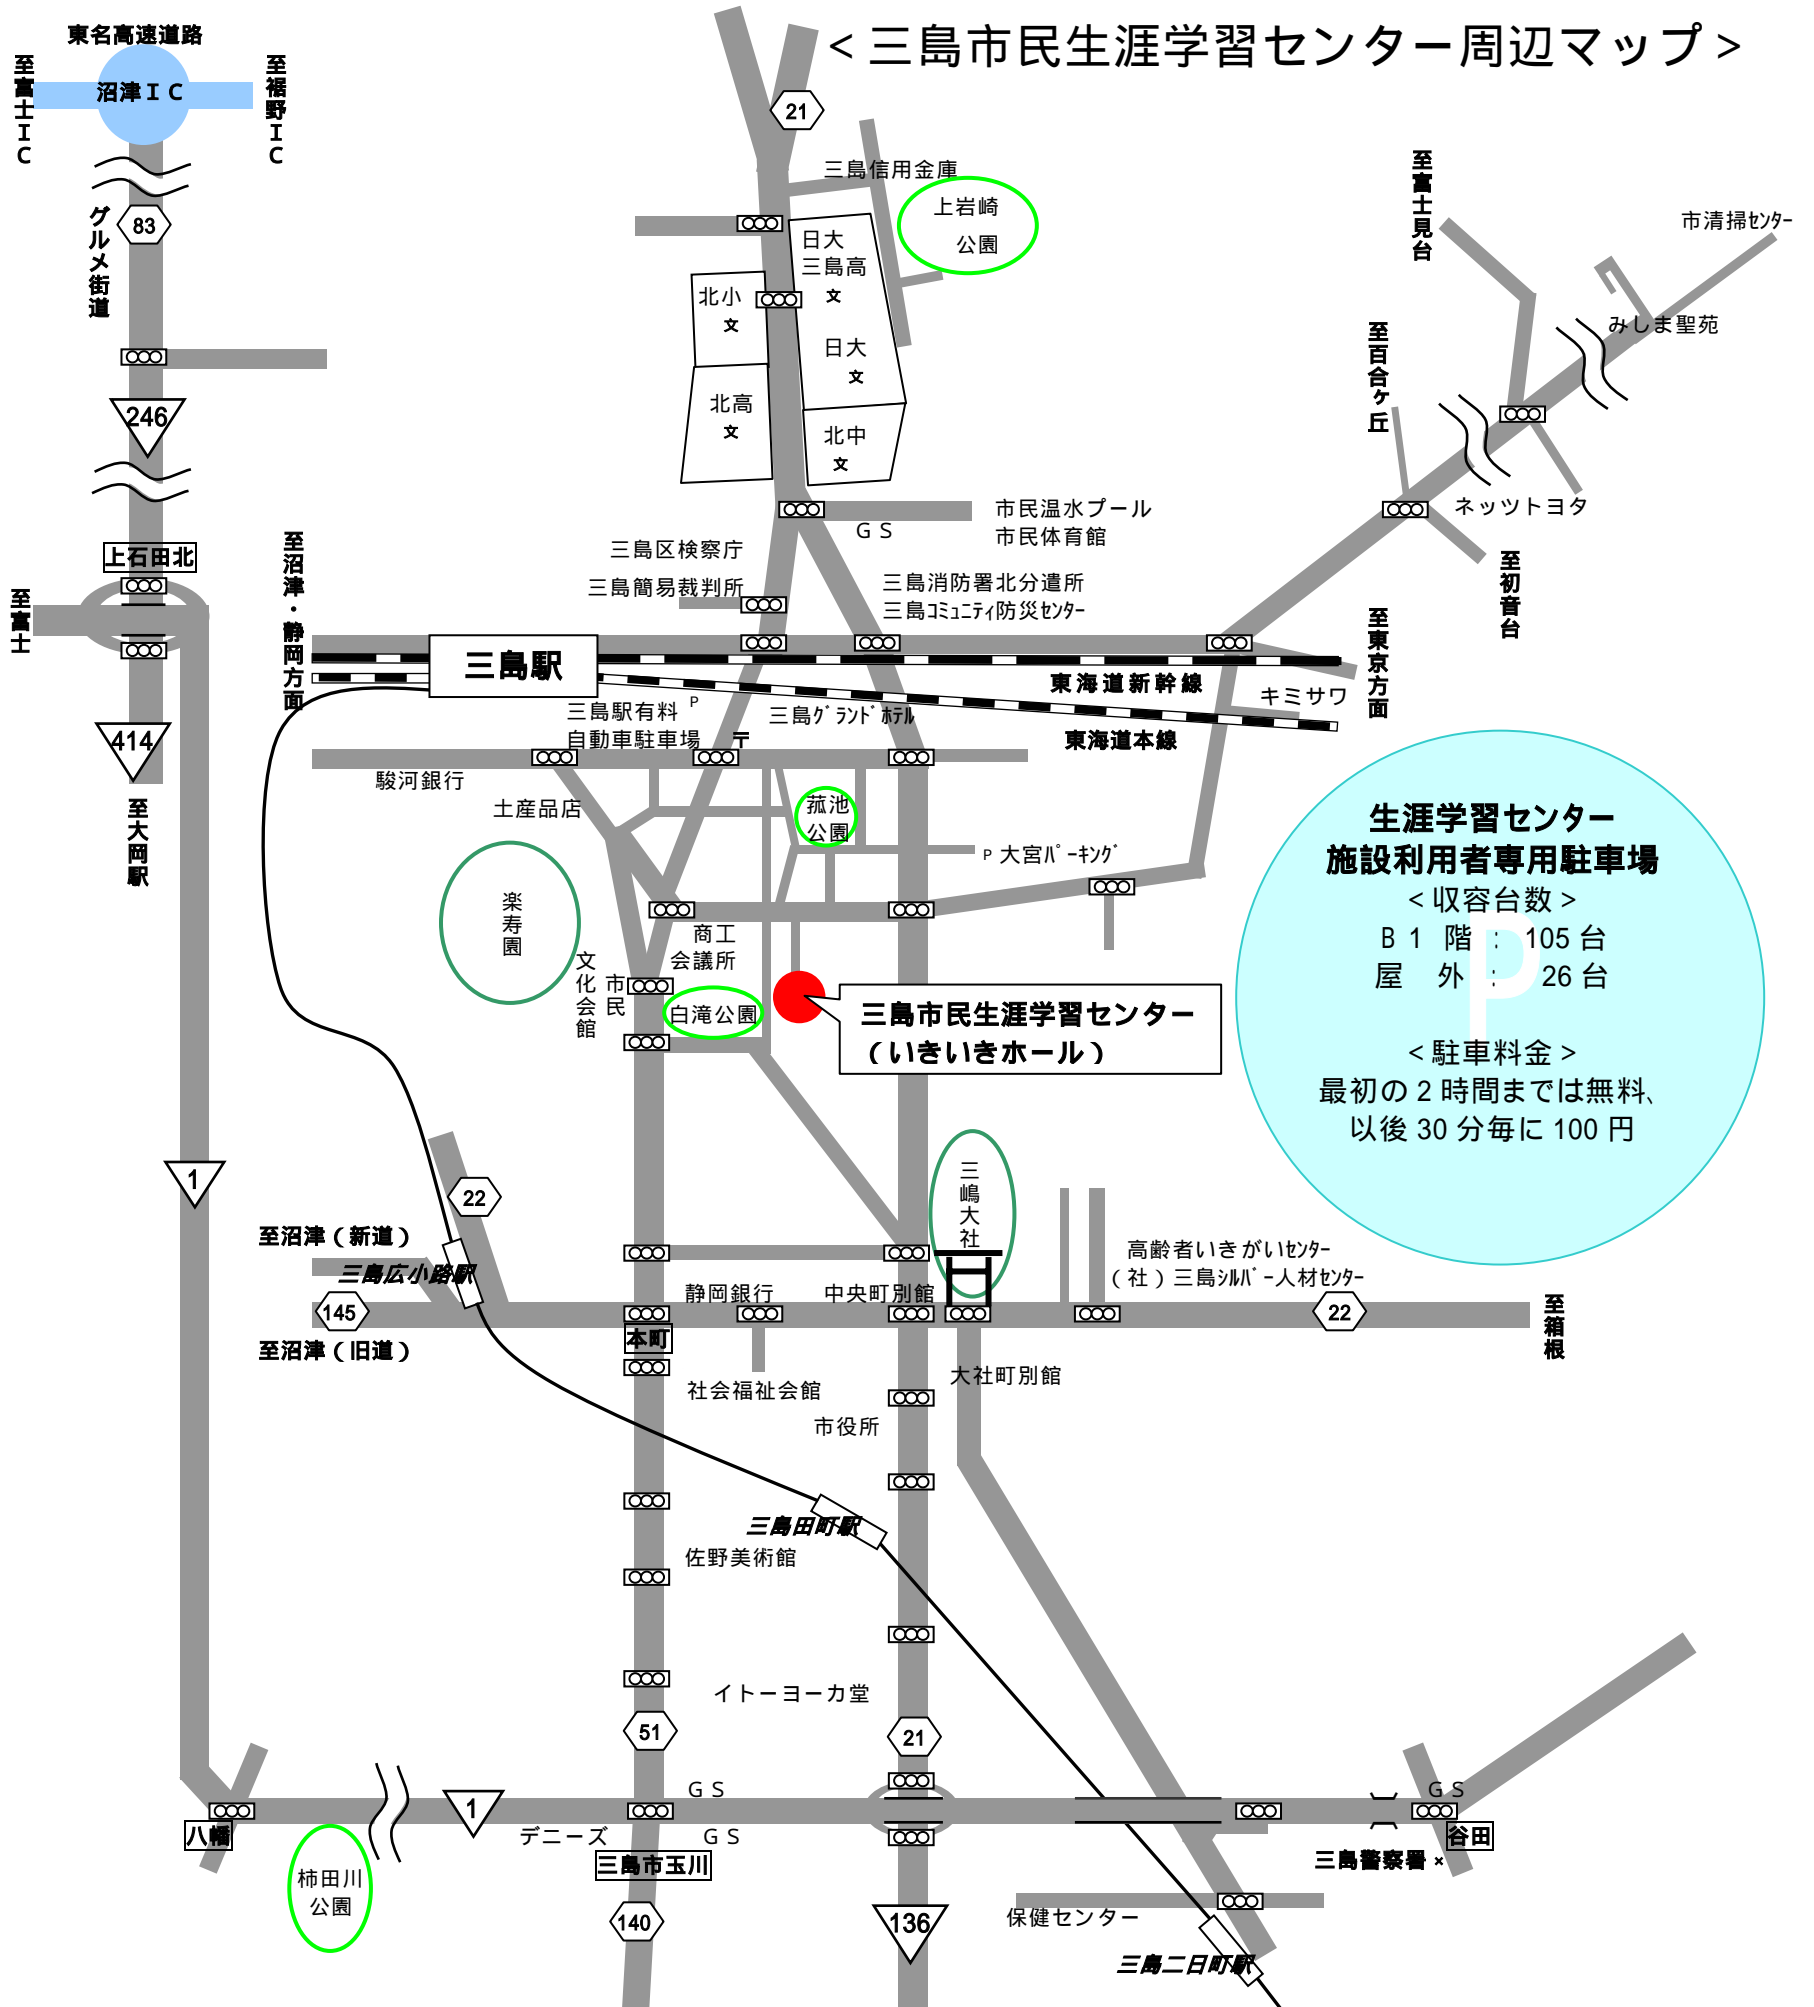 ＜三島市民生涯学習センター周辺マップ＞
東名高速道路
至富士ＩＣ
沼津ＩＣ
至裾野ＩＣ
21
三島信用金庫
上岩崎
公園
グルメ街道
83
日大
三島高
文
北小
文
日大
文
北高
文
北中
文
至富士見台
市清掃ｾﾝﾀｰ
みしま聖苑
至百合ヶ丘
ネッツトヨタ
至初音台
246
上石田北
至富士
414
至大岡駅
至沼津・静岡方面
ＧＳ
市民温水プール
市民体育館
三島区検察庁
三島簡易裁判所
三島消防署北分遣所
三島ｺﾐｭﾆﾃｨ防災ｾﾝﾀｰ
至東京方面
三島駅
東海道新幹線
キミサワ
三島駅有料
自動車駐車場
P
〒
三島ｸﾞﾗﾝﾄﾞﾎﾃﾙ
東海道本線
駿河銀行
土産品店
菰池
公園
P 大宮ﾊﾟｰｷﾝｸﾞ
楽寿園
商工
会議所
市民
文化会館
白滝公園
三島市民生涯学習センター
（いきいきホール）
生涯学習センター
施設利用者専用駐車場
＜収容台数＞
Ｂ１階： 105 台
屋 外： 26 台
P
＜駐車料金＞
最初の 2 時間までは無料、
以後 30 分毎に 100 円
1
22
至沼津（新道）
三島広小路駅
145
至沼津（旧道）
三嶋大社
高齢者いきがいｾﾝﾀｰ
（社）三島ｼﾙﾊﾞｰ人材ｾﾝﾀｰ
静岡銀行
中央町別館
22
至箱根
本町
社会福祉会館
大社町別館
市役所
三島田町駅
佐野美術館
イトーヨーカ堂
51
21
ＧＳ
1
ＧＳ
八幡
デニーズ
ＧＳ
三島市玉川
谷田
三島警察署 ×
柿田川
公園
140
136
保健センター
三島二日町駅